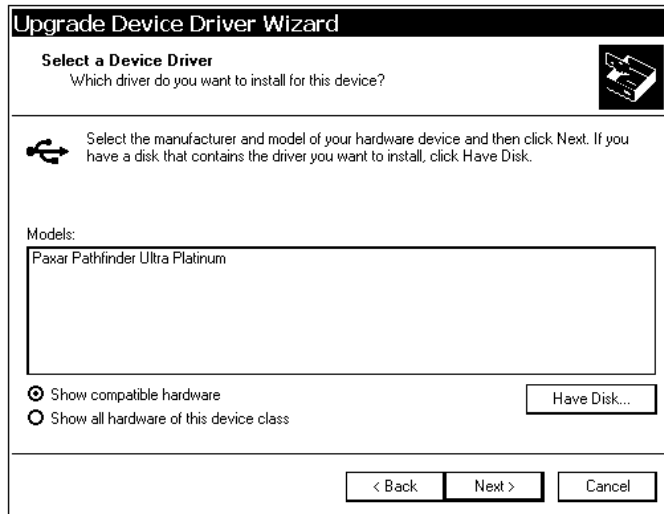 Upgrade Device Driver Wizard
Select a Device Driver
Which driver do you want to install for this device?
Select the manufacturer and model of your hardware device and then click Next. If you
have a disk that contains the driver you want to install, click Have Disk.
Models:
Paxar Pathfinder Ultra Platinum
Show compatible hardware
Have Disk...
Show all hardware of this device class
< Back
Next >
Cancel